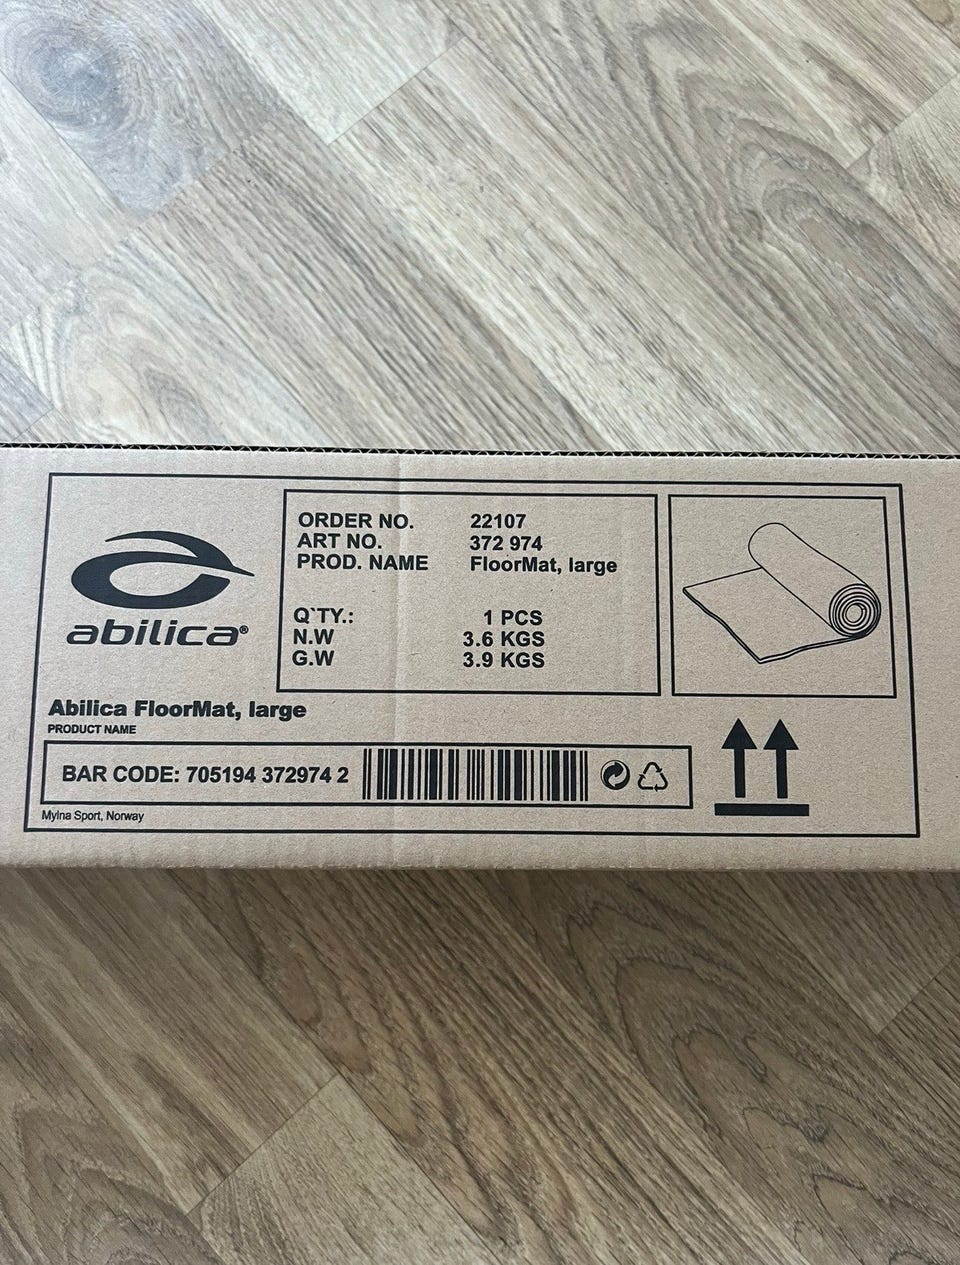 abilica®
ORDER NO. 22107
ART NO. 372 974
PROD. NAME FloorMat, large
Q`TY.: 1 PCS
N.W 3.6 KGS
G.W 3.9 KGS
Abilica FloorMat, large
PRODUCT NAME
BAR CODE: 705194 372974 2
Mylna Sport, Norway